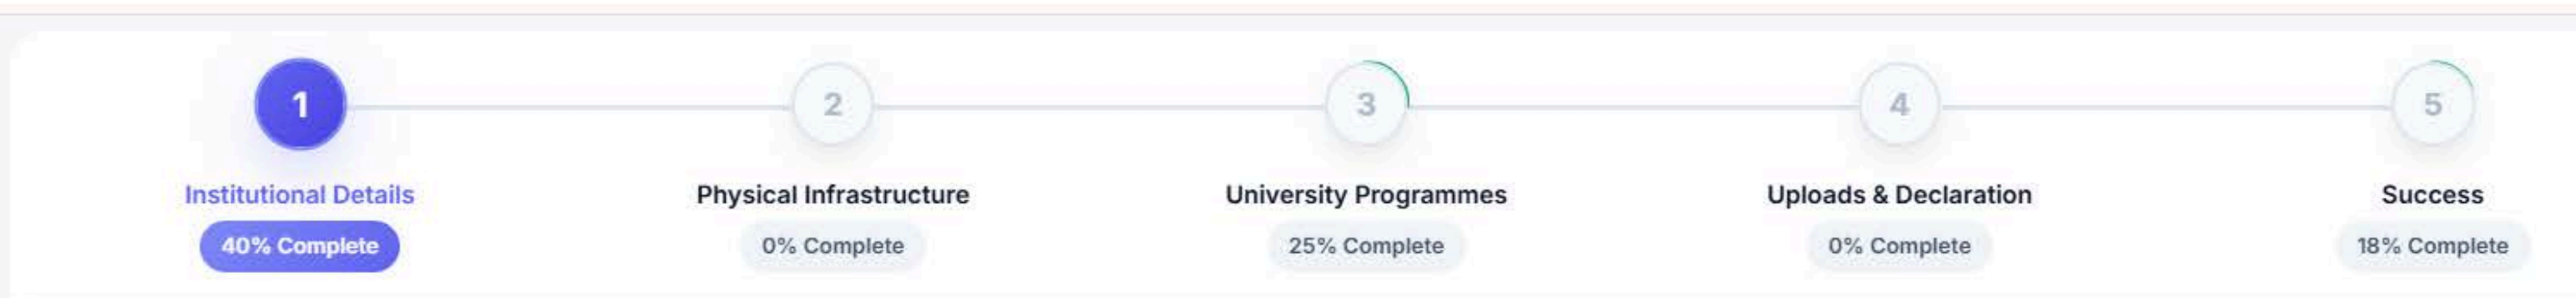 1
2
3
4
5
Institutional Details
Physical Infrastructure
University Programmes
Uploads & Declaration
Success
40% Complete
0% Complete
25% Complete
0% Complete
18% Complete